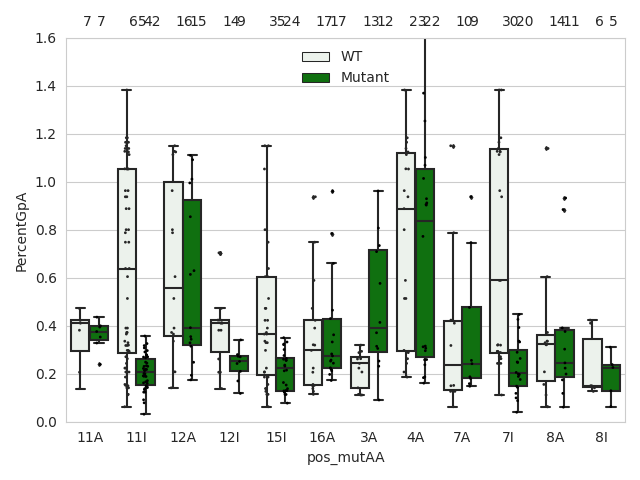 7 7 65 42 16 15 14 9 35 24 17 17 13 12 23 22 10 9 30 20 14 11 6 5
1.6
1.4
1.2
1.0
0.8
0.6
0.4
0.2
0.0
PercentGpA
WT
Mutant
11A 11I 12A 12I 15I 16A 3A 4A 7A 7I 8A 8I
pos_mutAA